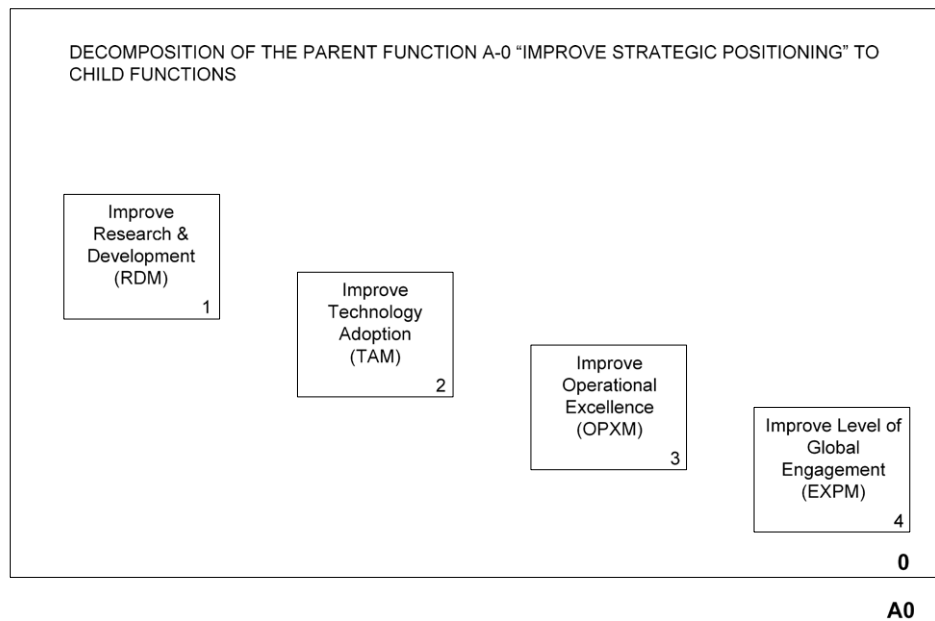 DECOMPOSITION OF THE PARENT FUNCTION A-0 “IMPROVE STRATEGIC POSITIONING” TO
CHILD FUNCTIONS
Improve
Research &
Development
(RDM)
1
Improve
Technology
Adoption
(TAM)
2
Improve
Operational
Excellence
(OPXM)
3
Improve Level of
Global
Engagement
(EXPM)
4
0
A0